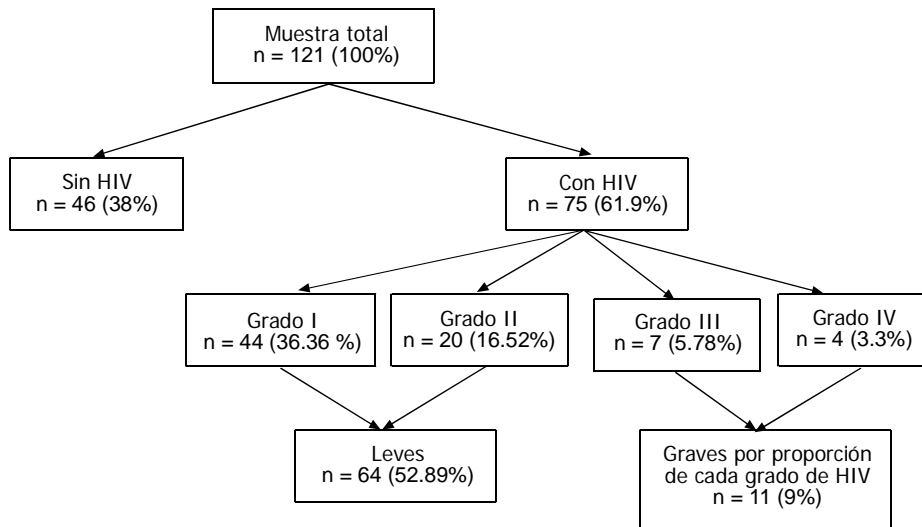 Muestra total
n = 121 (100%)
Sin HIV
n = 46 (38%)
Con HIV
n = 75 (61.9%)
Grado I
n = 44 (36.36 %)
Grado II
n = 20 (16.52%)
Grado III
n = 7 (5.78%)
Grado IV
n = 4 (3.3%)
Leves
n = 64 (52.89%)
Graves por proporción
de cada grado de HIV
n = 11 (9%)